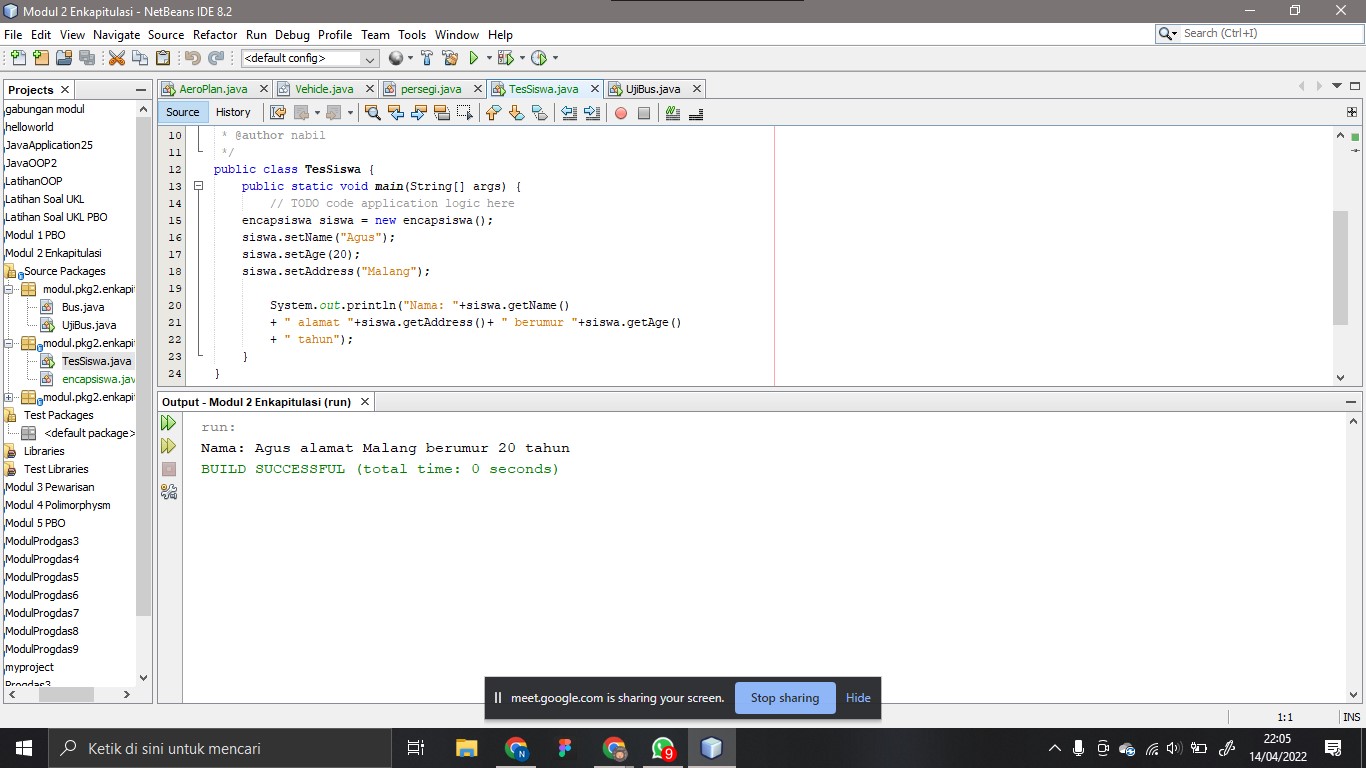 Modul 2 Enkapitulasi - NetBeans IDE 8.2
File Edit View Navigate Source Refactor Run Debug Profile Team Tools Window Help
Search (Ctrl+I)
<default config>
Projects
gabungan modul
helloworld
JavaApplication25
JavaOOP2
LatihanOOP
Latihan Soal UKL
Latihan Soal UKL PBO
Modul 1 PBO
Modul 2 Enkapitulasi
Source Packages
modul.pkg2.enkapi
Bus.java
UjiBus.java
modul.pkg2.enkapi
TesSiswa.java
encapsiswa.jav
modul.pkg2.enkapi
Test Packages
<default package>
Libraries
Test Libraries
Modul 3 Pewarisan
Modul 4 Polimorphysm
Modul 5 PBO
ModulProdgas3
ModulProgdas4
ModulProgdas5
ModulProgdas6
ModulProgdas7
ModulProgdas8
ModulProgdas9
myproject
Progdas3
AeroPlan.java Vehicle.java persegi.java TesSiswa.java UjiBus.java
Source History
10 * @author nabil
11 */
12 public class TesSiswa {
13 public static void main(String[] args) {
14 // TODO code application logic here
15 encapsiswa siswa = new encapsiswa();
16 siswa.setName("Agus");
17 siswa.setAge(20);
18 siswa.setAddress("Malang");
19
20 System.out.println("Nama: "+siswa.getName()
21 + " alamat "+siswa.getAddress()+ " berumur "+siswa.getAge()
22 + " tahun");
23 }
24 }
Output - Modul 2 Enkapitulasi (run)
run:
Nama: Agus alamat Malang berumur 20 tahun
BUILD SUCCESSFUL (total time: 0 seconds)
meet.google.com is sharing your screen. Stop sharing Hide
1:1 INS
Ketik di sini untuk mencari
N
9
22:05
14/04/2022